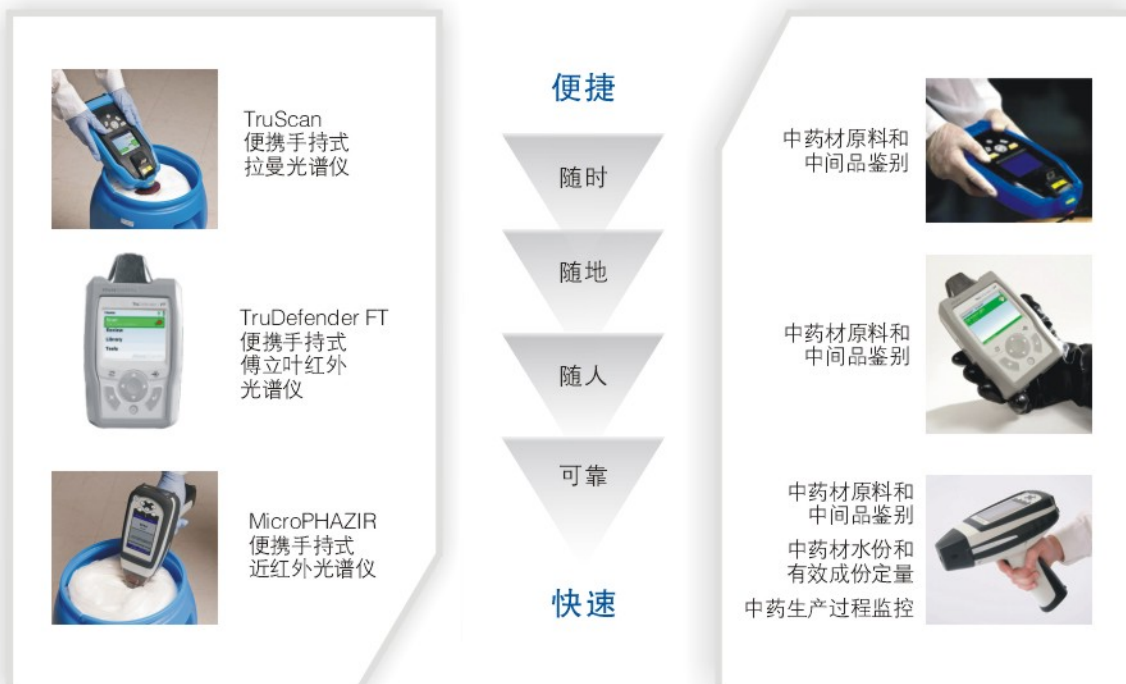 TruScan
便携手持式
拉曼光谱仪
TruDefender FT
便携手持式
傅立叶红外
光谱仪
MicroPHAZIR
便携手持式
近红外光谱仪
便捷
随时
随地
随人
可靠
快速
中药材原料和
中间品鉴别
中药材原料和
中间品鉴别
中药材原料和
中间品鉴别
中药材水份和
有效成份定量
中药生产过程监控